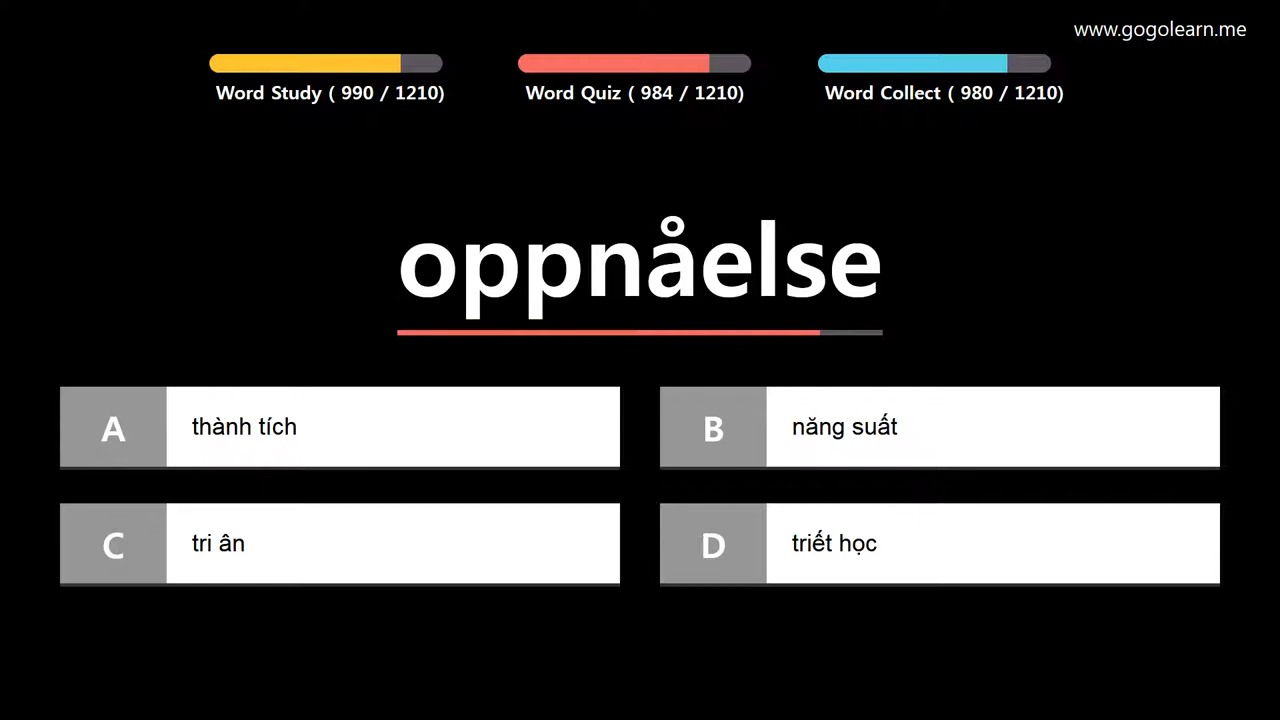 www.gogolearn.me
Word Study ( 990 / 1210)
Word Quiz ( 984 / 1210)
Word Collect ( 980 / 1210)
oppnåelse
A thành tích
B năng suất
C tri ân
D triết học